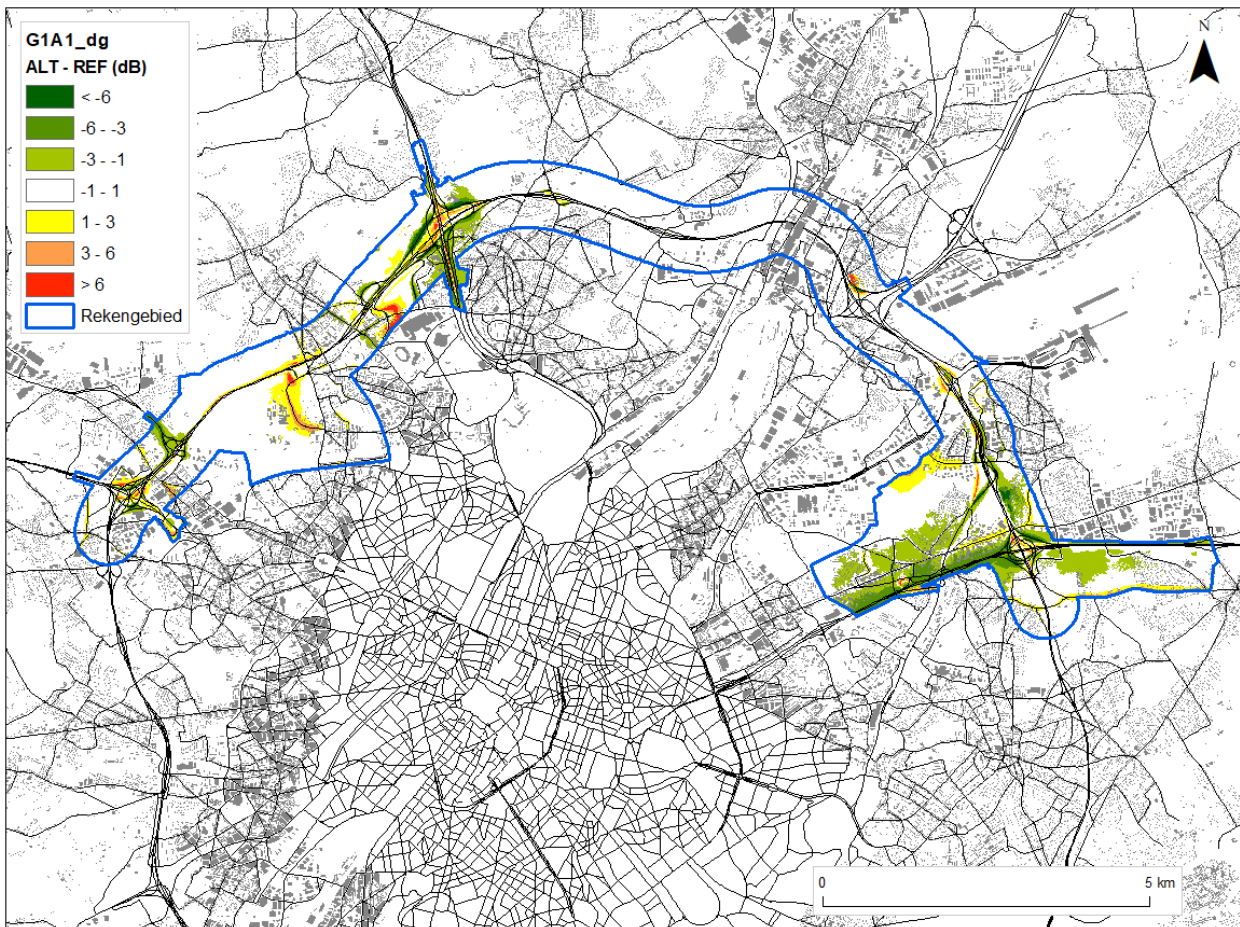 G1A1_dg
ALT - REF (dB)
< -6
-6 - -3
-3 - -1
-1 - 1
1 - 3
3 - 6
> 6
Rekengebied
N
0
5 km